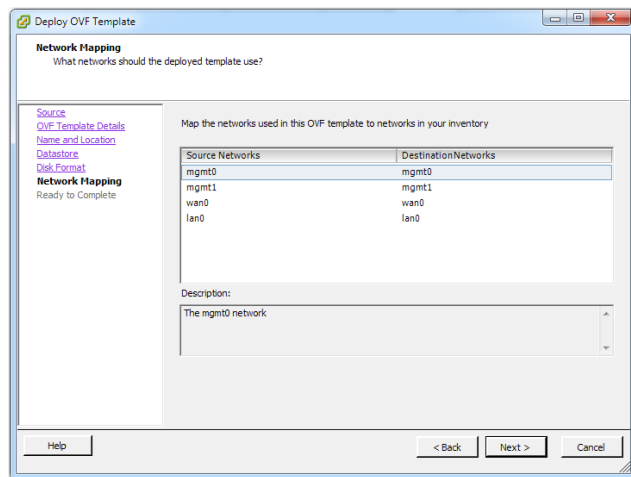 Deploy OVF Template
Network Mapping
What networks should the deployed template use?
Source
OVF Template Details
Name and Location
Datastore
Disk Format
Network Mapping
Ready to Complete
Map the networks used in this OVF template to networks in your inventory
Source Networks DestinationNetworks
mgmt0 mgmt0
mgmt1 mgmt1
wan0 wan0
lan0 lan0
Description:
The mgmt0 network
Help < Back Next > Cancel